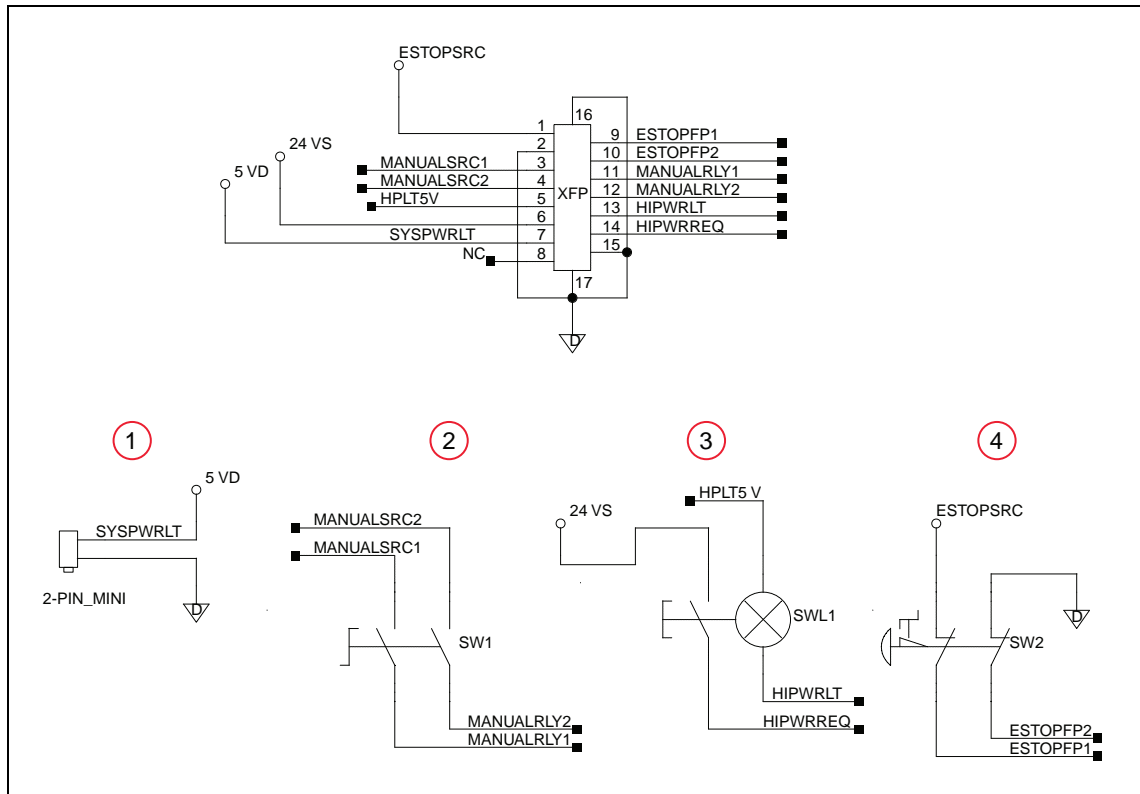 ESTOPSRC
16
1
9 ESTOPFP1
2
24 VS
10 ESTOPFP2
MANUALSRC1 3
11 MANUALRLY1
5 VD
MANUALSRC2 4
XFP
12 MANUALRLY2
HPLT5V 5
13 HIPWRLT
6
14 HIPWRREQ
SYSPWRLT 7
15
NC 8
17
D
1
2
3
4
5 VD
SYSPWRLT
2-PIN_MINI
D
MANUALSRC2
MANUALSRC1
SW1
MANUALRLY2
MANUALRLY1
HPLT5 V
24 VS
SWL1
HIPWRLT
HIPWRREQ
ESTOPSRC
D
SW2
ESTOPFP2
ESTOPFP1